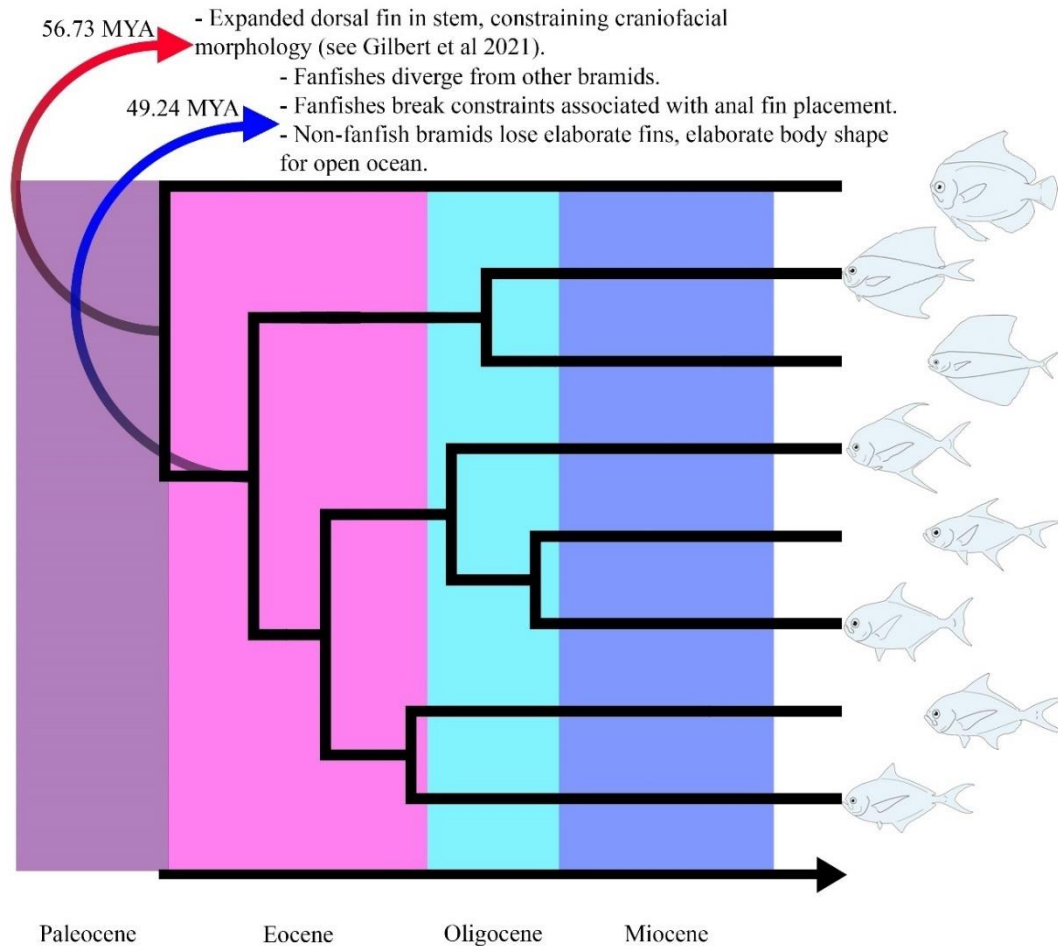 56.73 MYA
- Expanded dorsal fin in stem, constraining craniofacial
morphology (see Gilbert et al 2021).
- Fanfishes diverge from other bramids.
49.24 MYA
- Fanfishes break constraints associated with anal fin placement.
- Non-fanfish bramids lose elaborate fins, elaborate body shape
for open ocean.
Paleocene
Eocene
Oligocene
Miocene